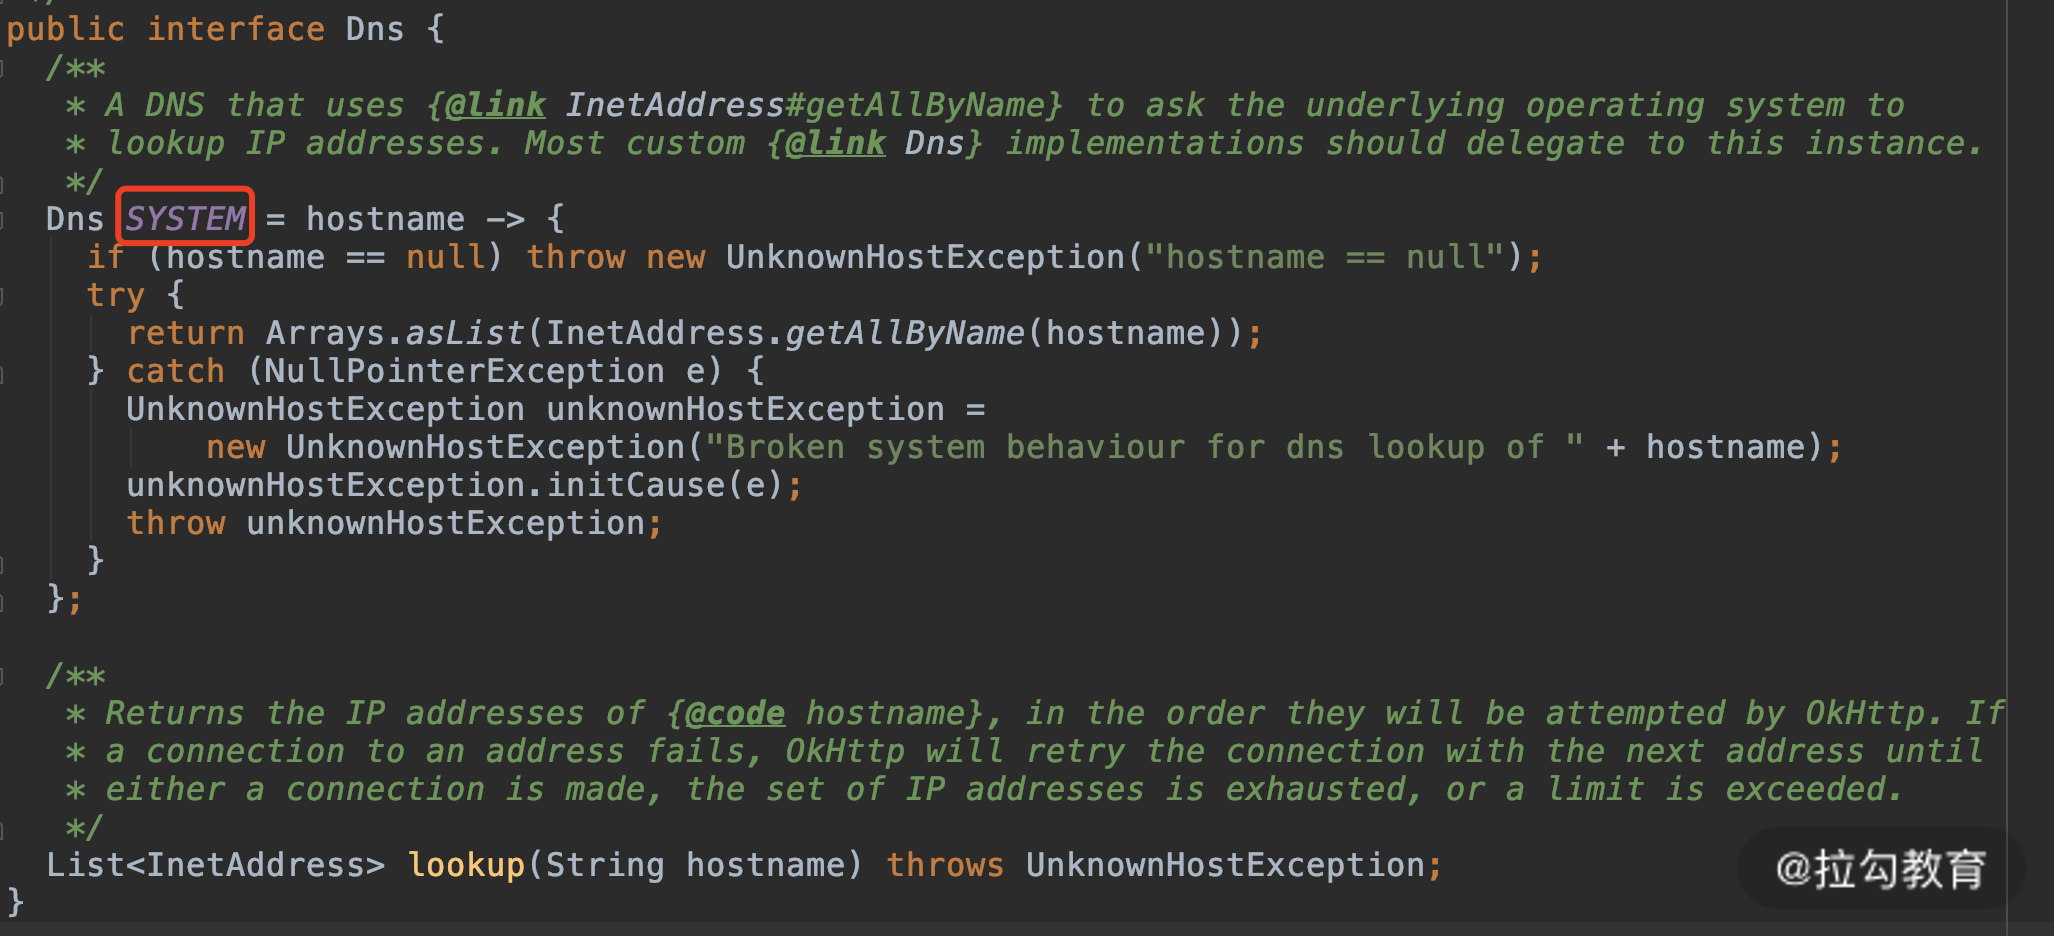 public interface Dns {
/**
* A DNS that uses {@link InetAddress#getAllByName} to ask the underlying operating system to
* lookup IP addresses. Most custom {@link Dns} implementations should delegate to this instance.
*/
Dns SYSTEM = hostname -> {
if (hostname == null) throw new UnknownHostException("hostname == null");
try {
return Arrays.asList(InetAddress.getAllByName(hostname));
} catch (NullPointerException e) {
UnknownHostException unknownHostException =
new UnknownHostException("Broken system behaviour for dns lookup of " + hostname);
unknownHostException.initCause(e);
throw unknownHostException;
}
};
/**
* Returns the IP addresses of {@code hostname}, in the order they will be attempted by OkHttp. If
* a connection to an address fails, OkHttp will retry the connection with the next address until
* either a connection is made, the set of IP addresses is exhausted, or a limit is exceeded.
*/
List<InetAddress> lookup(String hostname) throws UnknownHostException;
}
@拉勾教育